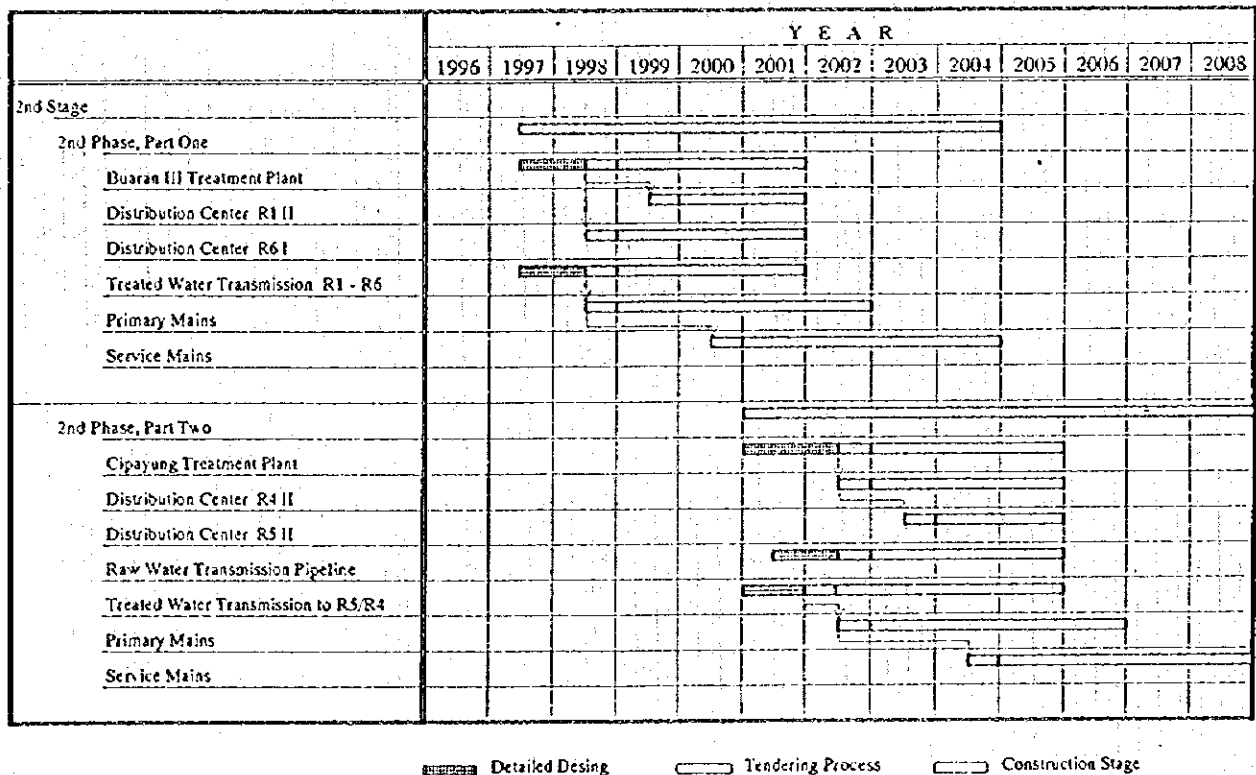 Y E A R
1996 1997 1998 1999 2000 2001 2002 2003 2004 2005 2006 2007 2008
2nd Stage
2nd Phase, Part One
Buaran III Treatment Plant
Distribution Center R1 II
Distribution Center R6 I
Treated Water Transmission R1 - R6
Primary Mains
Service Mains
2nd Phase, Part Two
Cipayung Treatment Plant
Distribution Center R4 II
Distribution Center R5 II
Raw Water Transmission Pipeline
Treated Water Transmission to R5/R4
Primary Mains
Service Mains
Detailed Desing Tendering Process Construction Stage